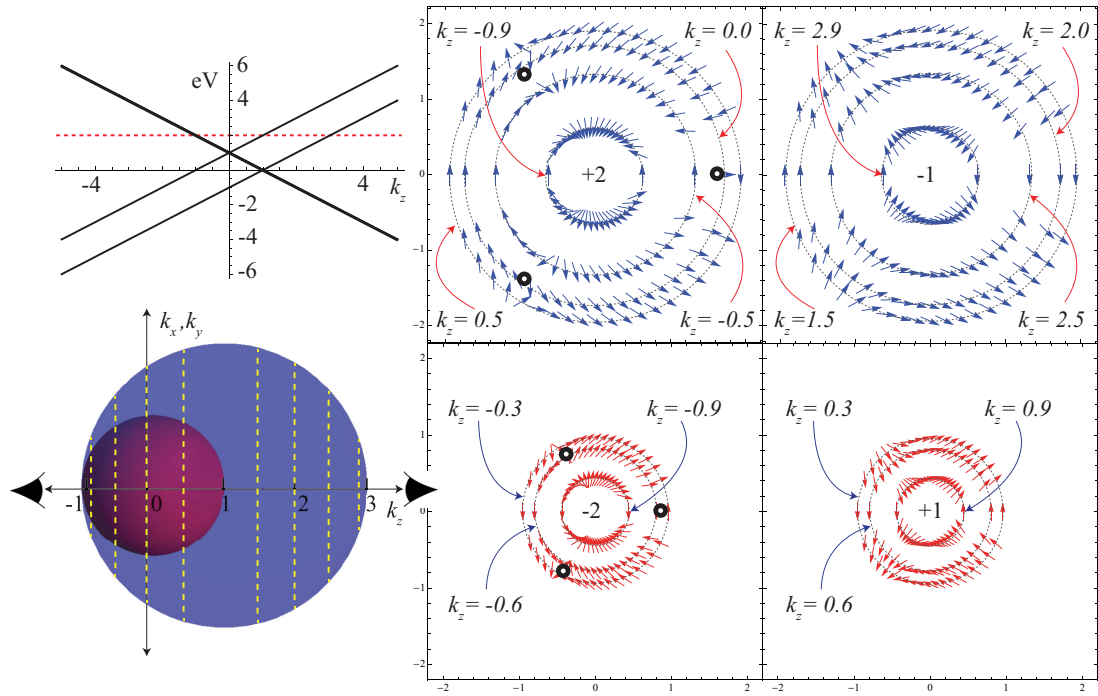 eV
6
4
-4
4
k_z
-2
-4
-6
k_x,k_y
-1
0
1
2
3
k_z
k_z= -0.9
k_z= 0.0
+2
k_z= 0.5
k_z= -0.5
2
1
0
−1
−2
k_z= 2.9
k_z= 2.0
-1
k_z=1.5
k_z= 2.5
k_z= -0.3
k_z= -0.9
-2
k_z= -0.6
2
1
0
−1
−2
−2
−1
0
1
2
k_z= 0.3
k_z= 0.9
+1
k_z= 0.6
−2
−1
0
1
2